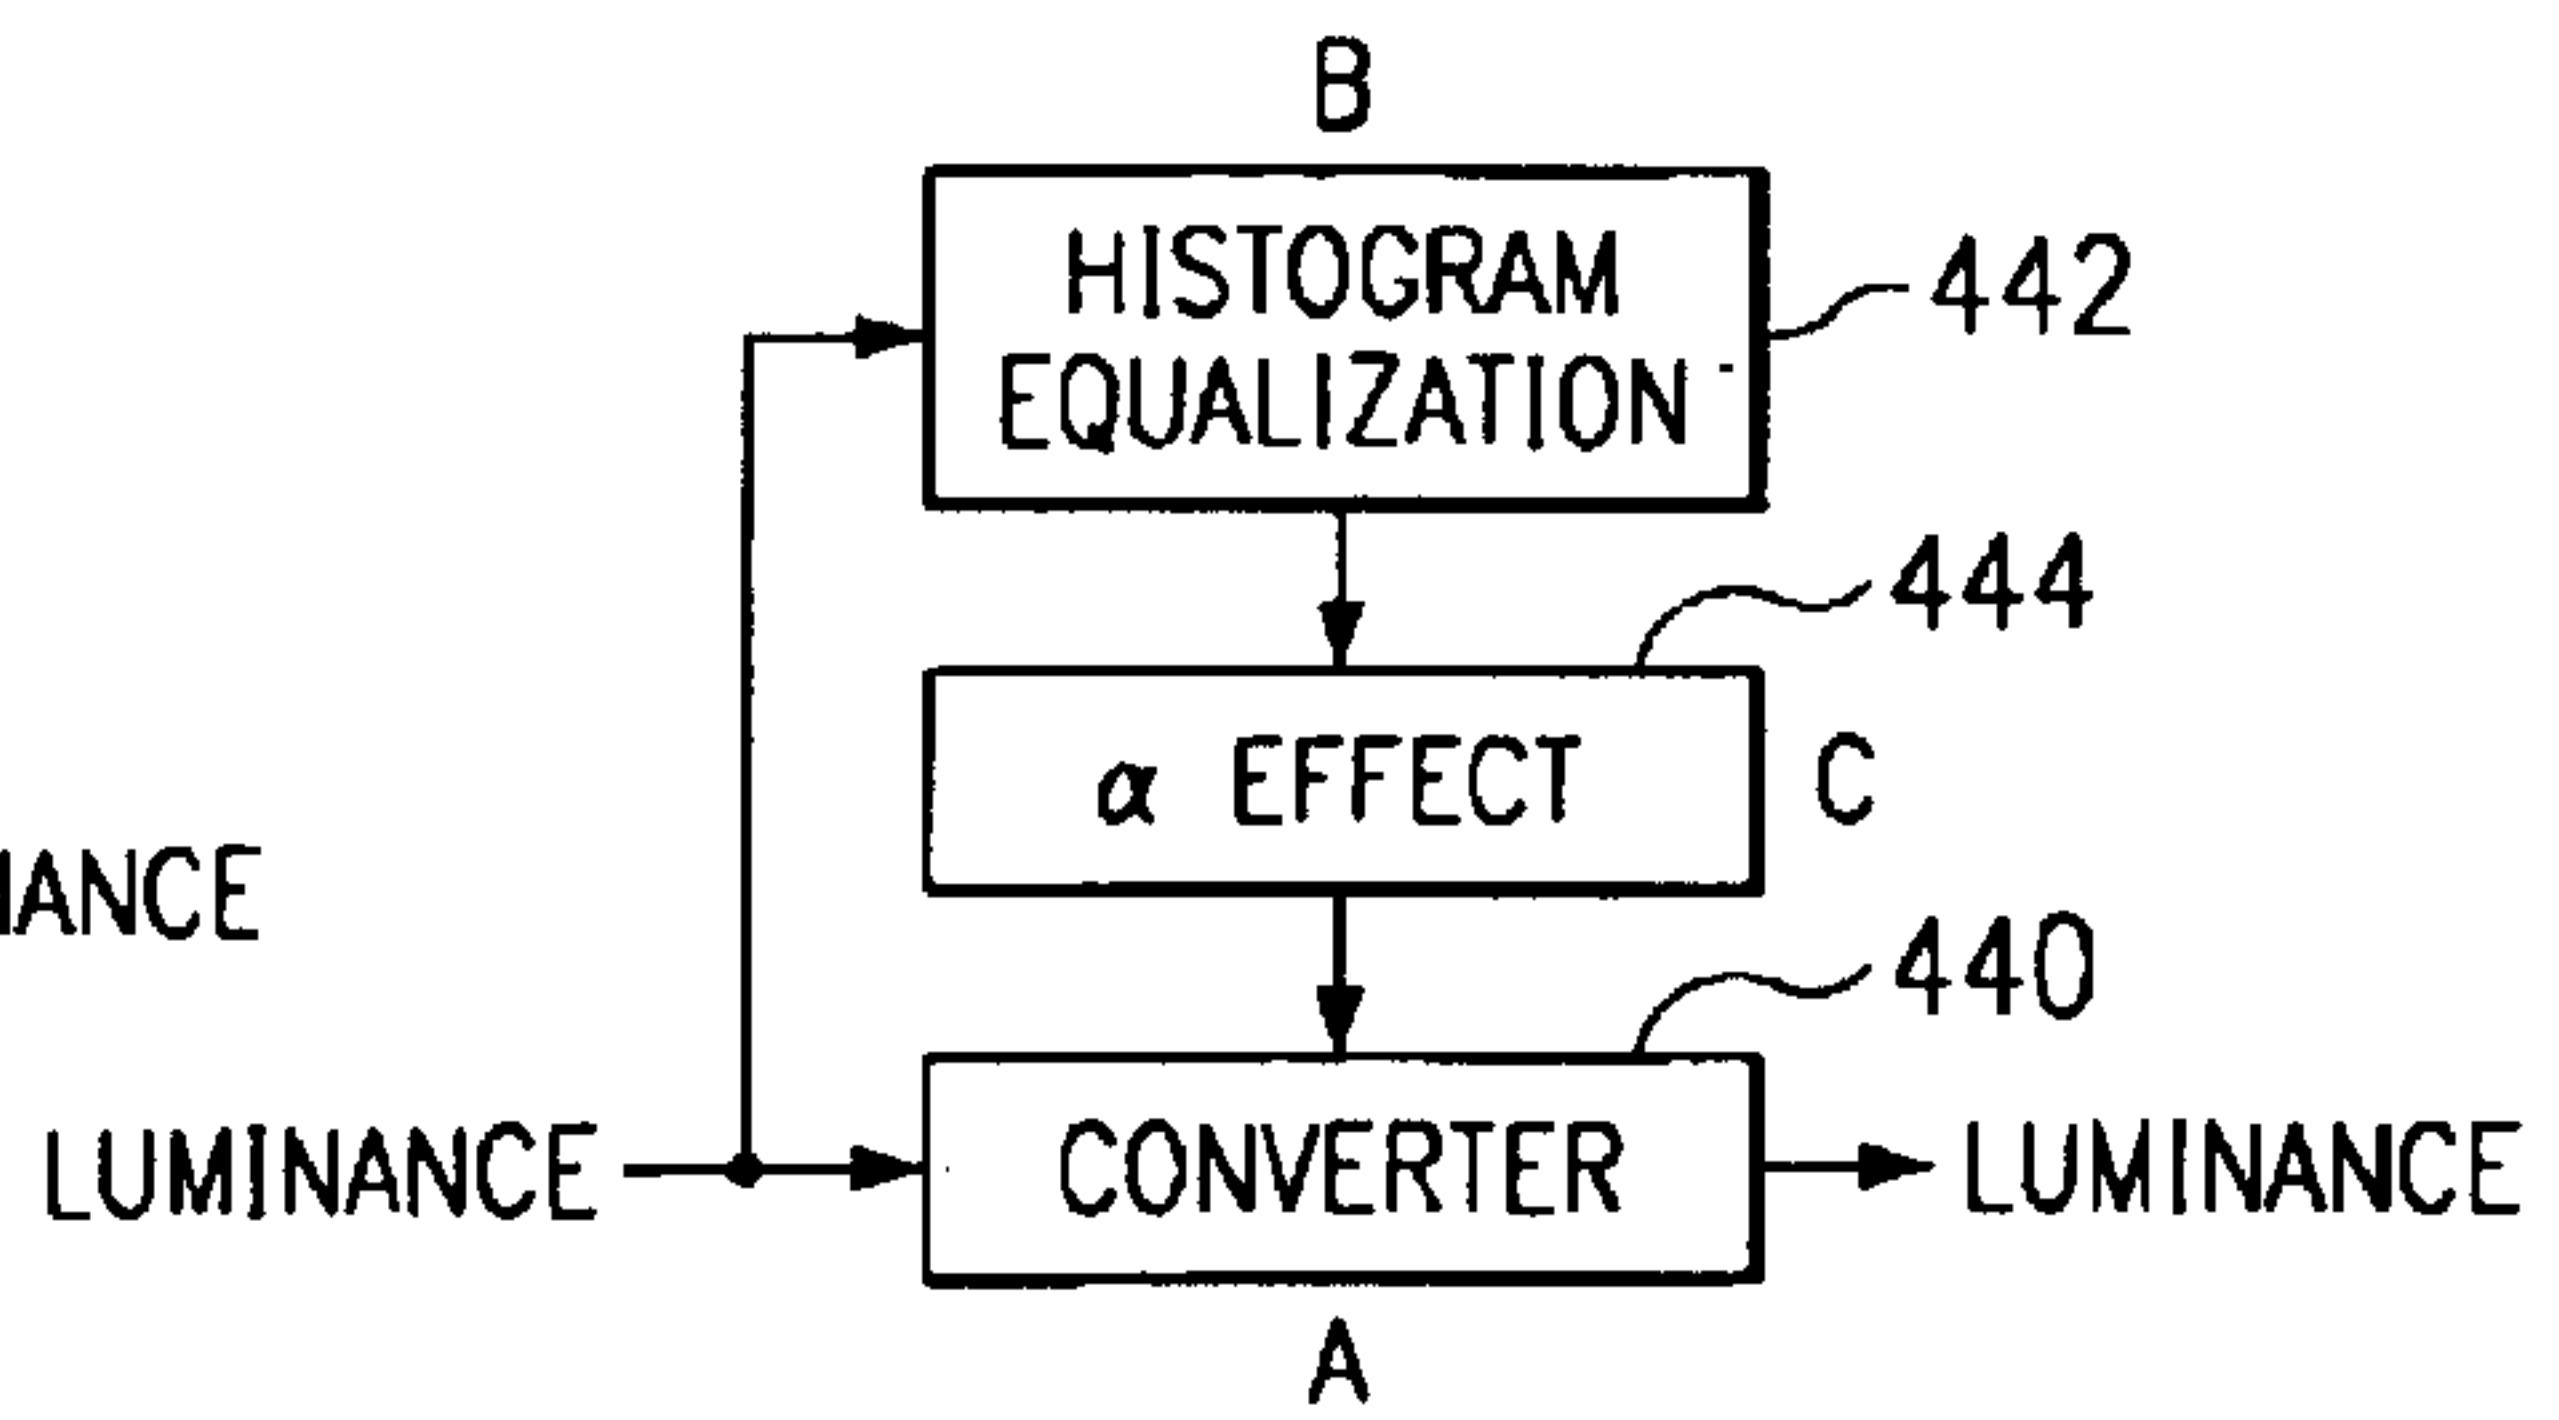 B
HISTOGRAM
EQUALIZATION
442
444
α EFFECT
C
440
LUMINANCE
CONVERTER
LUMINANCE
A